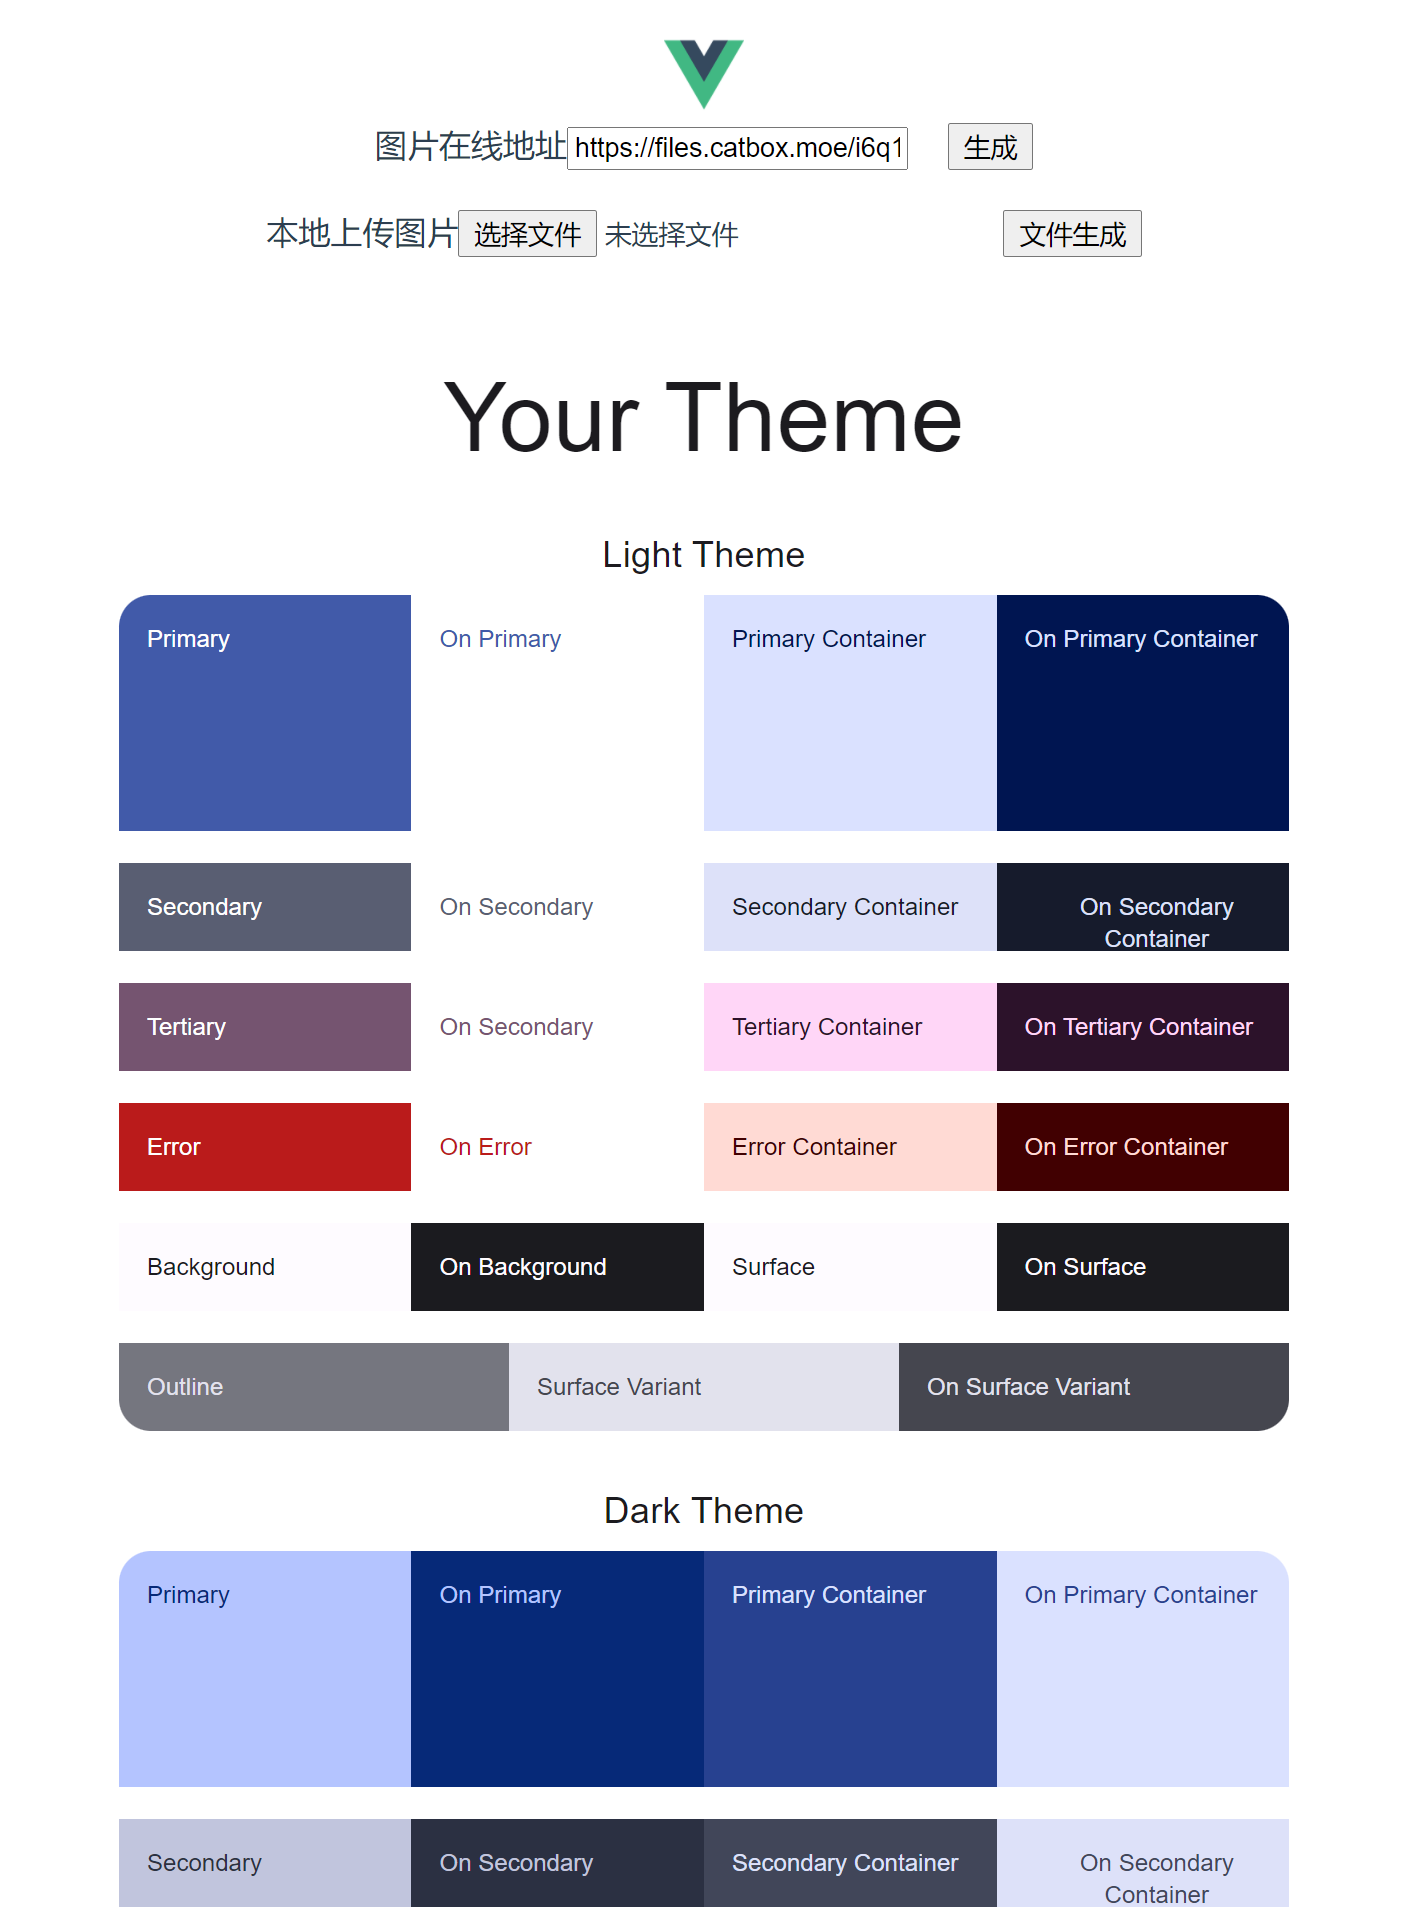 图片在线地址 https://files.catbox.moe/i6q1 生成
本地上传图片 选择文件 未选择文件 文件生成
Your Theme
Light Theme
Primary On Primary Primary Container On Primary Container
Secondary On Secondary Secondary Container On Secondary
Container
Tertiary On Secondary Tertiary Container On Tertiary Container
Error On Error Error Container On Error Container
Background On Background Surface On Surface
Outline Surface Variant On Surface Variant
Dark Theme
Primary On Primary Primary Container On Primary Container
Secondary On Secondary Secondary Container On Secondary
Container